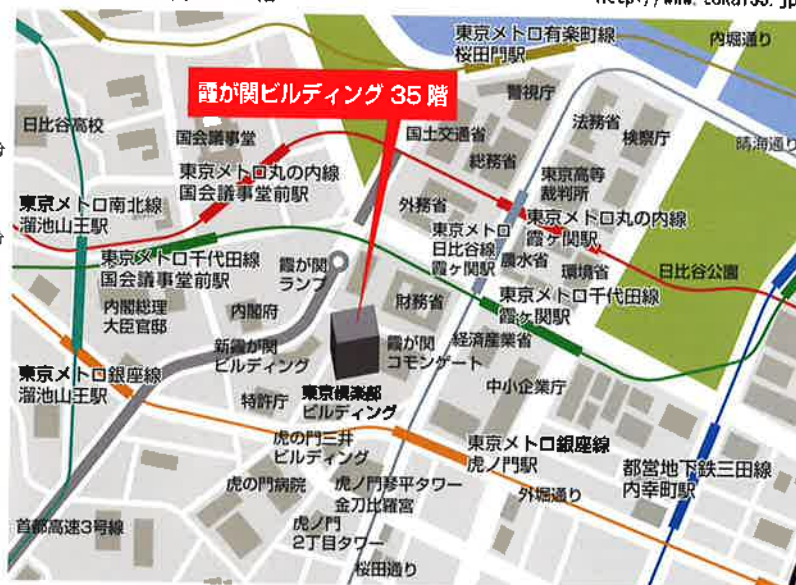 http://www.tokai35.jp
東京メトロ有楽町線
桜田門駅
内堀通り
霞が関ビルディング 35 階
警視庁
日比谷高校
国会議事堂
国土交通省
法務省
検察庁
晴海通り
分
総務省
東京メトロ丸の内線
国会議事堂前駅
東京高等
裁判所
東京メトロ南北線
溜池山王駅
外務省
東京メトロ
日比谷線
霞ヶ関駅
東京メトロ丸の内線
霞ヶ関駅
分
東京メトロ千代田線
国会議事堂前駅
霞が関
ランプ
農水省
環境省
日比谷公園
内閣総理
大臣官邸
内閣府
財務省
東京メトロ千代田線
霞ヶ関駅
新霞が関
ビルディング
霞が関
コモンゲート
経済産業省
東京メトロ銀座線
溜池山王駅
特許庁
東京倶楽部
ビルディング
中小企業庁
虎の門三井
ビルディング
東京メトロ銀座線
虎ノ門駅
都営地下鉄三田線
内幸町駅
虎の門病院
虎ノ門琴平タワー
金刀比羅宮
外堀通り
首都高速3号線
虎ノ門
2丁目タワー
桜田通り